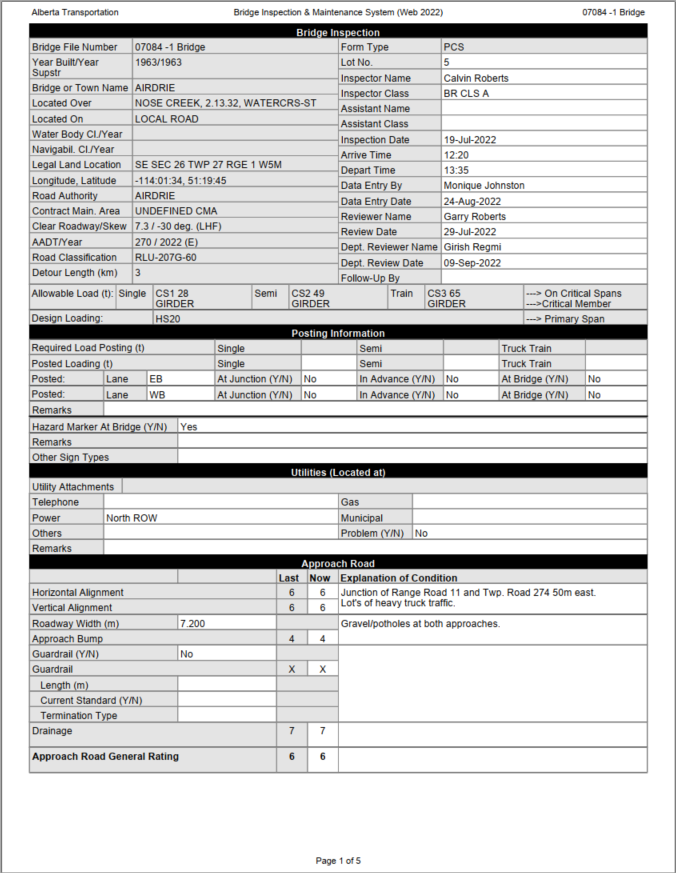 Alberta Transportation Bridge Inspection & Maintenance System (Web 2022) 07084 -1 Bridge
Bridge Inspection
Bridge File Number 07084 -1 Bridge
Year Built/Year Supstr 1963/1963
Bridge or Town Name AIRDRIE
Located Over NOSE CREEK, 2.13.32, WATERCRS-ST
Located On LOCAL ROAD
Water Body Cl./Year
Navigabil. Cl./Year
Legal Land Location SE SEC 26 TWP 27 RGE 1 W5M
Longitude, Latitude -114:01:34, 51:19:45
Road Authority AIRDRIE
Contract Main. Area UNDEFINED CMA
Clear Roadway/Skew 7.3 / -30 deg. (LHF)
AADT/Year 270 / 2022 (E)
Road Classification RLU-207G-60
Detour Length (km) 3
Form Type PCS
Lot No. 5
Inspector Name Calvin Roberts
Inspector Class BR CLS A
Assistant Name
Assistant Class
Inspection Date 19-Jul-2022
Arrive Time 12:20
Depart Time 13:35
Data Entry By Monique Johnston
Data Entry Date 24-Aug-2022
Reviewer Name Garry Roberts
Review Date 29-Jul-2022
Dept. Reviewer Name Girish Regmi
Dept. Review Date 09-Sep-2022
Follow-Up By
Allowable Load (t): Single CS1 28 Semi CS2 49 Train CS3 65 ---> On Critical Spans
GIRDER GIRDER GIRDER --->Critical Member
Design Loading: HS20 ---> Primary Span
Posting Information
Required Load Posting (t) Single Semi Truck Train
Posted Loading (t) Single Semi Truck Train
Posted: Lane EB At Junction (Y/N) No In Advance (Y/N) No At Bridge (Y/N) No
Posted: Lane WB At Junction (Y/N) No In Advance (Y/N) No At Bridge (Y/N) No
Remarks
Hazard Marker At Bridge (Y/N) Yes
Remarks
Other Sign Types
Utilities (Located at)
Utility Attachments
Telephone Gas
Power North ROW Municipal
Others Problem (Y/N) No
Remarks
Approach Road
Last Now Explanation of Condition
Horizontal Alignment 6 6 Junction of Range Road 11 and Twp. Road 274 50m east.
Vertical Alignment 6 6 Lot's of heavy truck traffic.
Roadway Width (m) 7.200 Gravel/potholes at both approaches.
Approach Bump 4 4
Guardrail (Y/N) No
Guardrail X X
Length (m)
Current Standard (Y/N)
Termination Type
Drainage 7 7
Approach Road General Rating 6 6
Page 1 of 5